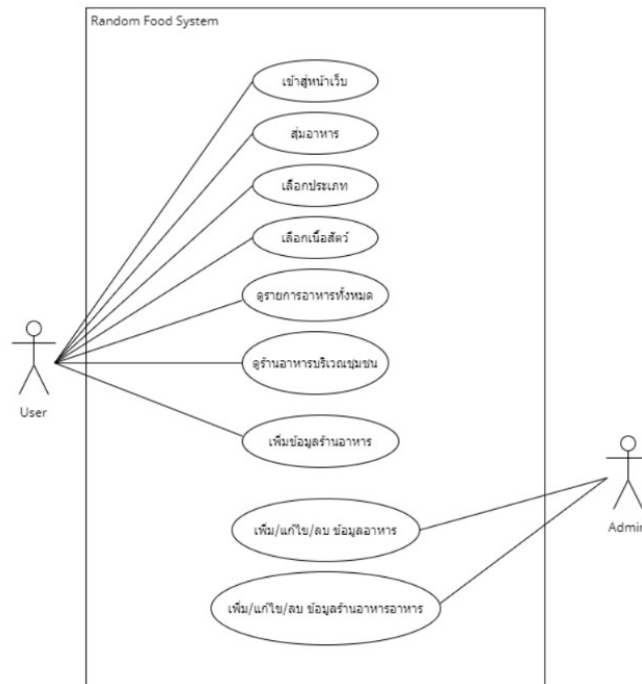 Random Food System
เข้าสู่หน้าเว็บ
สุ่มอาหาร
เลือกประเภท
เลือกเนื้อสัตว์
ดูรายการอาหารทั้งหมด
ดูร้านอาหารบริเวณชุมชน
User
เพิ่มข้อมูลร้านอาหาร
Admin
เพิ่ม/แก้ไข/ลบ ข้อมูลอาหาร
เพิ่ม/แก้ไข/ลบ ข้อมูลร้านอาหารอาหาร